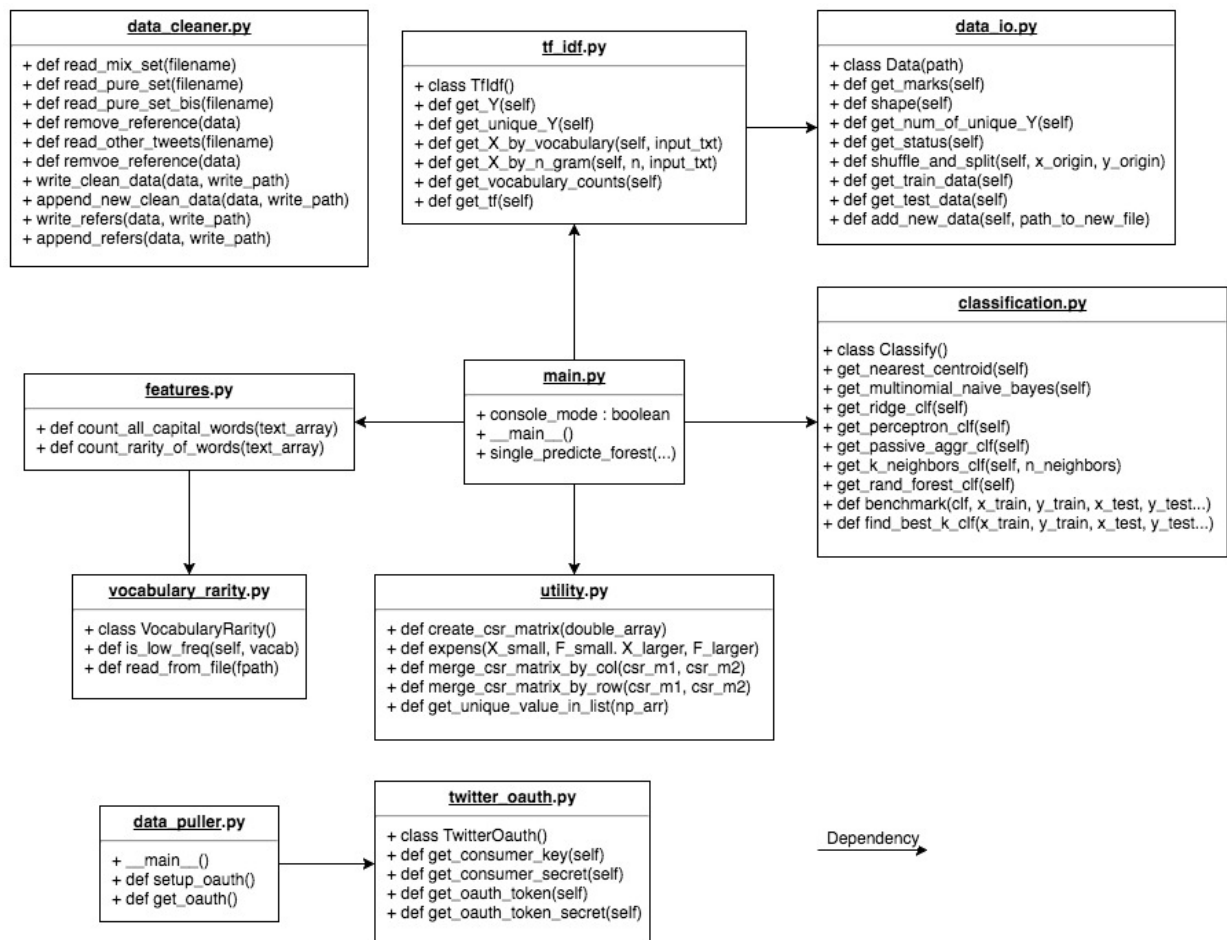 data_cleaner.py
+ def read_mix_set(filename)
+ def read_pure_set(filename)
+ def read_pure_set_bis(filename)
+ def remove_reference(data)
+ def read_other_tweets(filename)
+ def remvoe_reference(data)
+ write_clean_data(data, write_path)
+ append_new_clean_data(data, write_path)
+ write_refers(data, write_path)
+ append_refers(data, write_path)
tf_idf.py
+ class TfIdf()
+ def get_Y(self)
+ def get_unique_Y(self)
+ def get_X_by_vocabulary(self, input_txt)
+ def get_X_by_n_gram(self, n, input_txt)
+ def get_vocabulary_counts(self)
+ def get_tf(self)
data_io.py
+ class Data(path)
+ def get_marks(self)
+ def shape(self)
+ def get_num_of_unique_Y(self)
+ def get_status(self)
+ def shuffle_and_split(self, x_origin, y_origin)
+ def get_train_data(self)
+ def get_test_data(self)
+ def add_new_data(self, path_to_new_file)
features.py
+ def count_all_capital_words(text_array)
+ def count_rarity_of_words(text_array)
main.py
+ console_mode : boolean
+ __main__()
+ single_predicte_forest(...)
classification.py
+ class Classify()
+ get_nearest_centroid(self)
+ get_multinomial_naive_bayes(self)
+ get_ridge_clf(self)
+ get_perceptron_clf(self)
+ get_passive_aggr_clf(self)
+ get_k_neighbors_clf(self, n_neighbors)
+ get_rand_forest_clf(self)
+ def benchmark(clf, x_train, y_train, x_test, y_test...)
+ def find_best_k_clf(x_train, y_train, x_test, y_test...)
vocabulary_rarity.py
+ class VocabularyRarity()
+ def is_low_freq(self, vacab)
+ def read_from_file(fpath)
utility.py
+ def create_csr_matrix(double_array)
+ def expens(X_small, F_small. X_larger, F_larger)
+ def merge_csr_matrix_by_col(csr_m1, csr_m2)
+ def merge_csr_matrix_by_row(csr_m1, csr_m2)
+ def get_unique_value_in_list(np_arr)
data_puller.py
+ __main__()
+ def setup_oauth()
+ def get_oauth()
twitter_oauth.py
+ class TwitterOauth()
+ def get_consumer_key(self)
+ def get_consumer_secret(self)
+ def get_oauth_token(self)
+ def get_oauth_token_secret(self)
Dependency